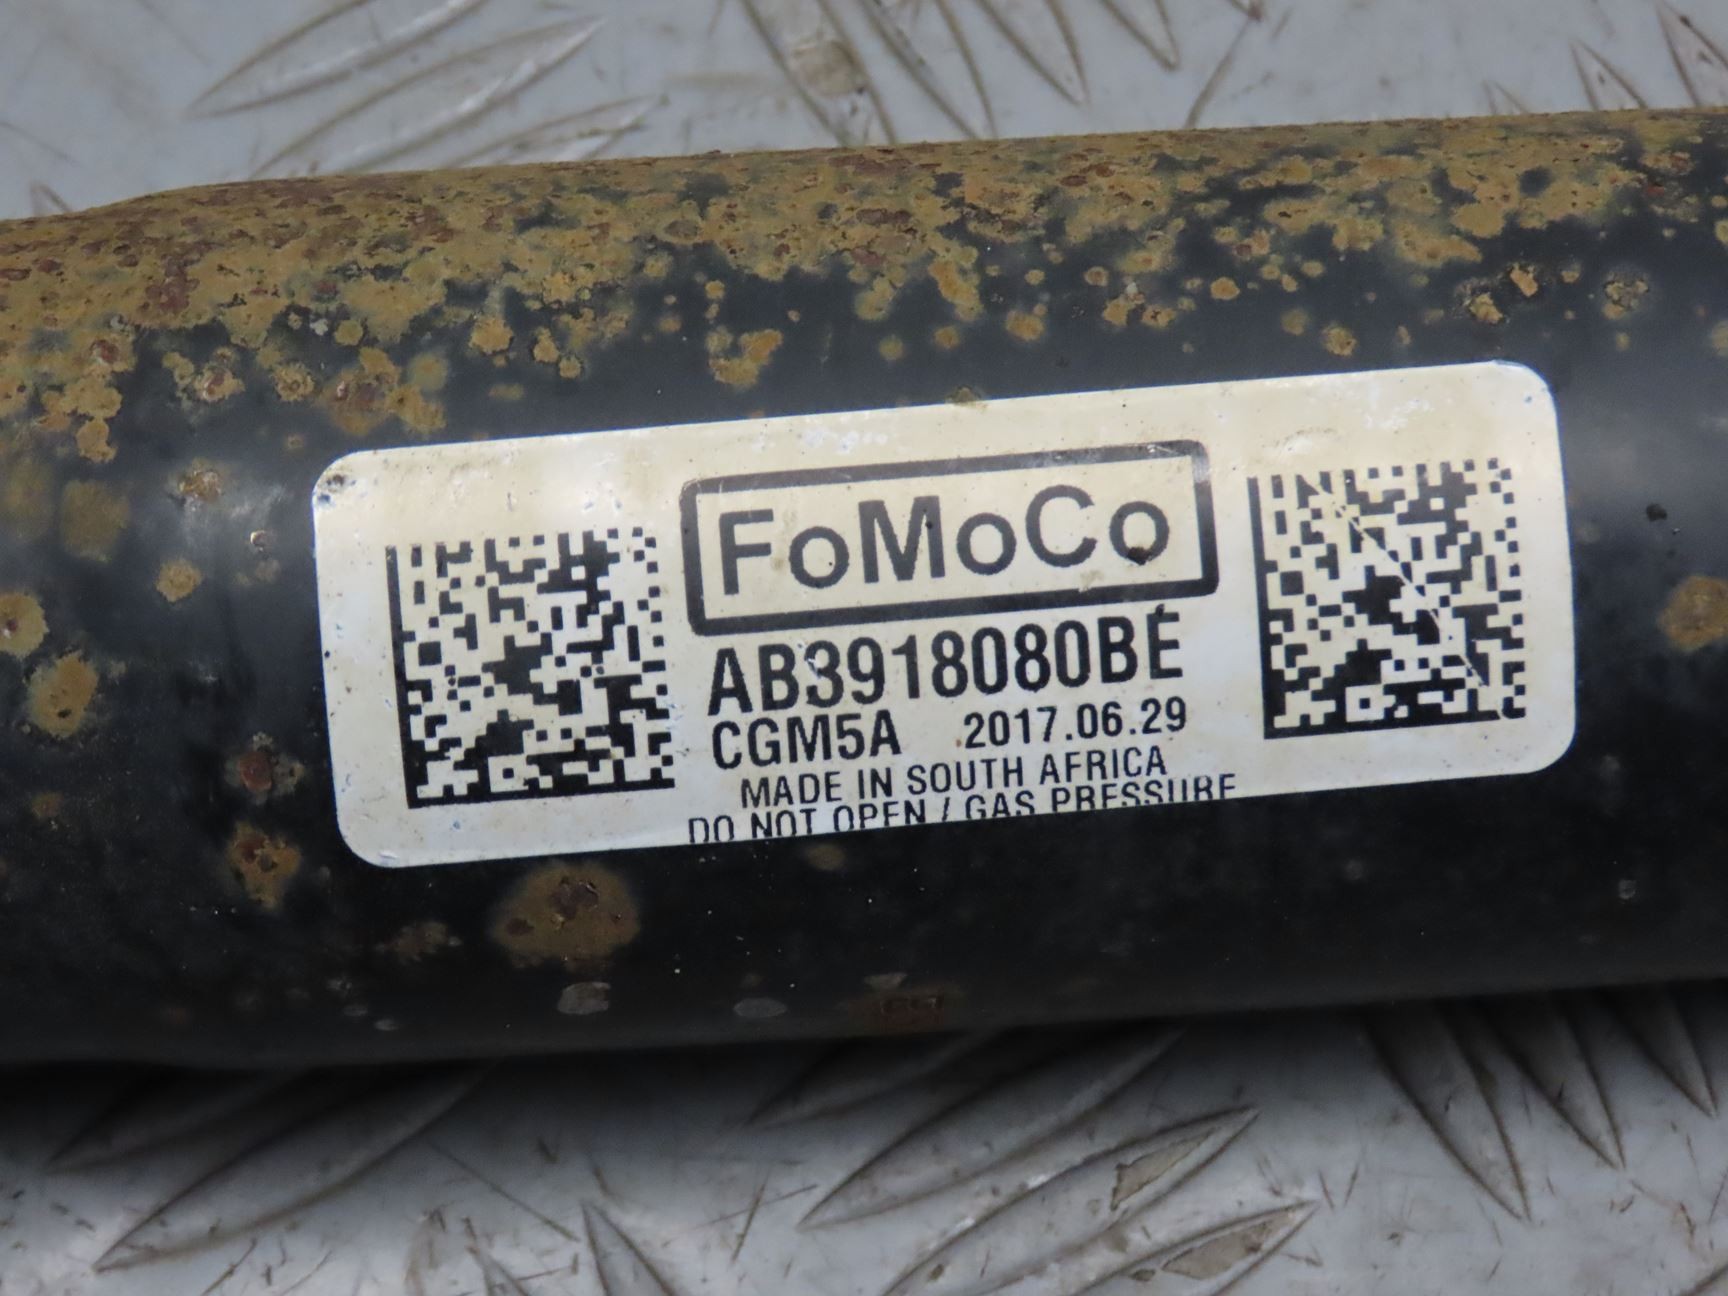 FoMoCo
AB3918080BE
CGM5A 2017.06.29
MADE IN SOUTH AFRICA
DO NOT OPEN / GAS PRESSURE